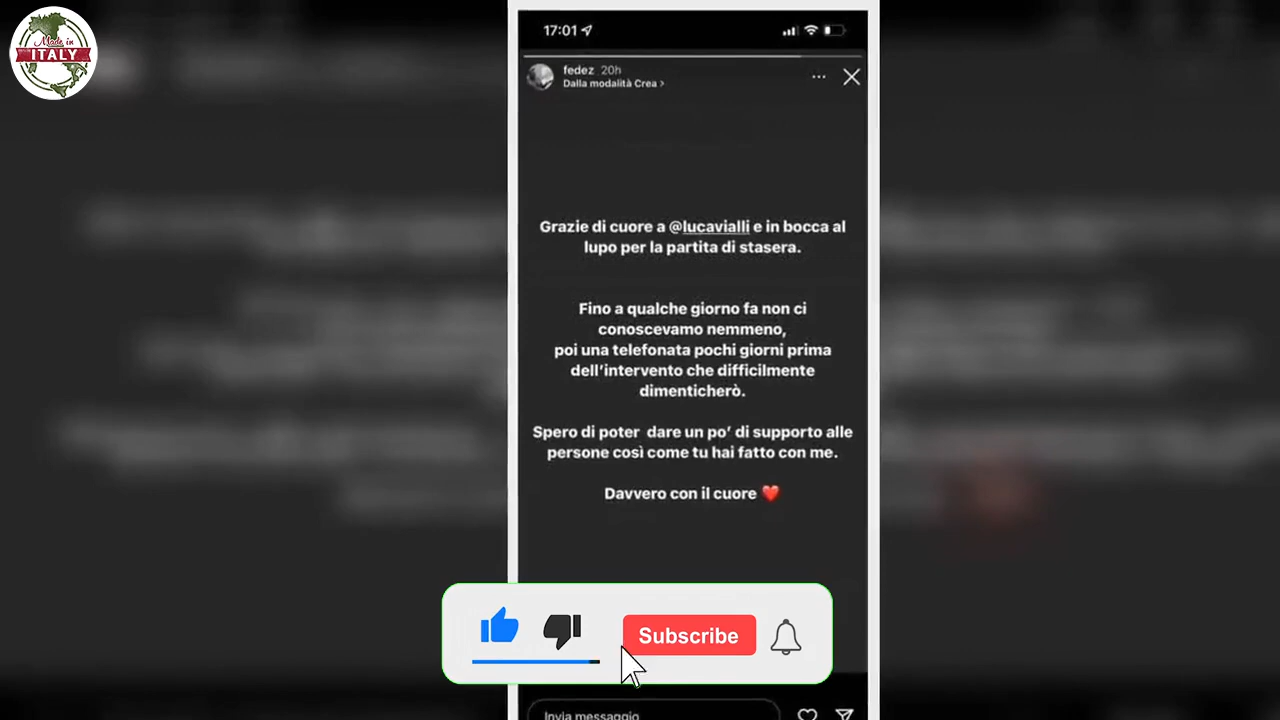 Made in
ITALY
17:01
fedez 20h
Dalla modalità Crea >
Grazie di cuore a @lucavialli e in bocca al
lupo per la partita di stasera.
Fino a qualche giorno fa non ci
conoscevamo nemmeno,
poi una telefonata pochi giorni prima
dell'intervento che difficilmente
dimenticherò.
Spero di poter dare un po' di supporto alle
persone così come tu hai fatto con me.
Davvero con il cuore ❤️
Subscribe
Invia messaggio